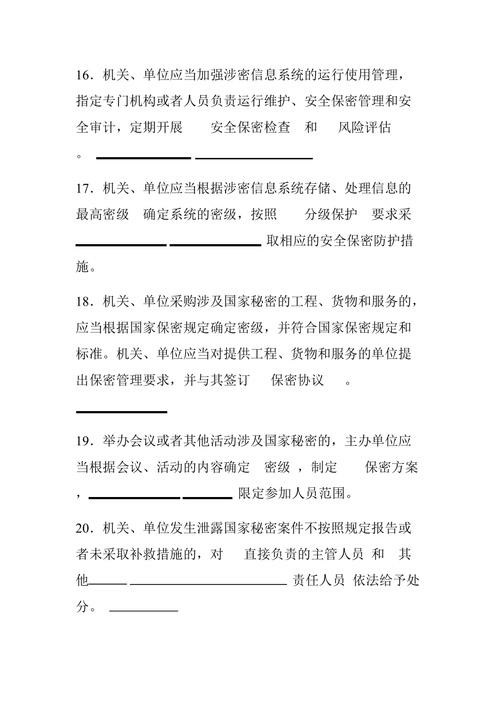 16．机关、单位应当加强涉密信息系统的运行使用管理，
指定专门机构或者人员负责运行维护、安全保密管理和安
全审计，定期开展 安全保密检查 和 风险评估
。
17．机关、单位应当根据涉密信息系统存储、处理信息的
最高密级 确定系统的密级，按照 分级保护 要求采
取相应的安全保密防护措
施。
18．机关、单位采购涉及国家秘密的工程、货物和服务的，
应当根据国家保密规定确定密级，并符合国家保密规定和
标准。机关、单位应当对提供工程、货物和服务的单位提
出保密管理要求，并与其签订 保密协议 。
19．举办会议或者其他活动涉及国家秘密的，主办单位应
当根据会议、活动的内容确定 密级 ，制定 保密方案
，限定参加人员范围。
20．机关、单位发生泄露国家秘密案件不按照规定报告或
者未采取补救措施的，对 直接负责的主管人员 和 其
他 责任人员 依法给予处
分。